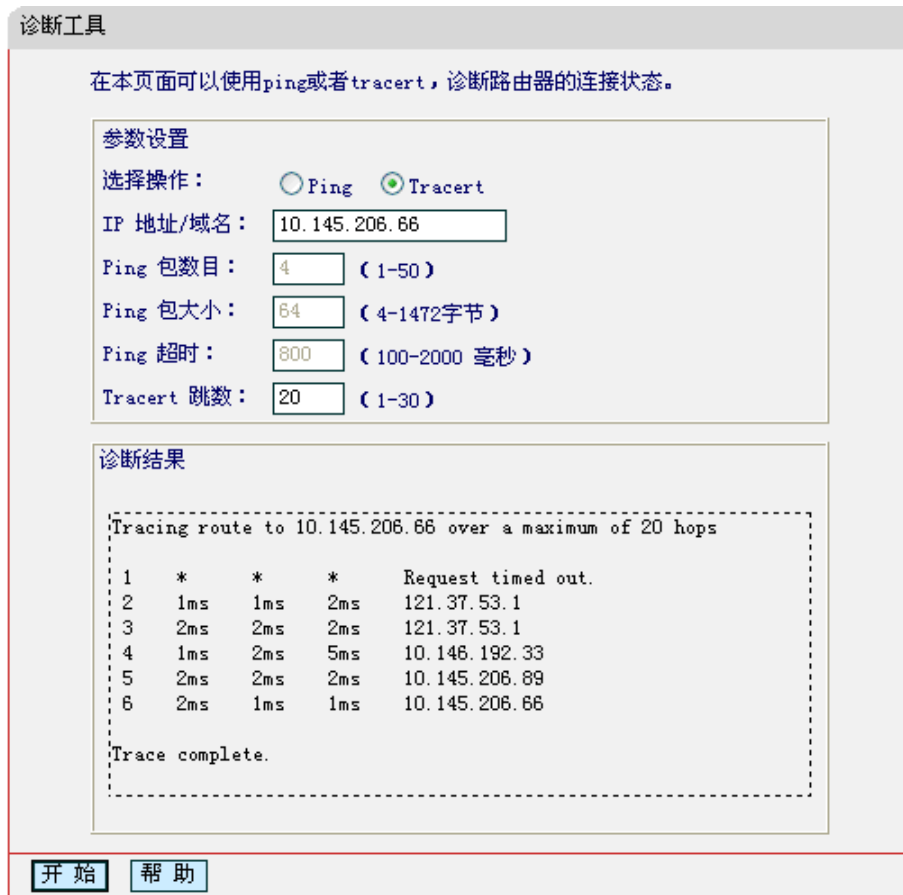 诊断工具
在本页面可以使用ping或者tracert，诊断路由器的连接状态。
参数设置
选择操作： Ping Tracert
IP 地址/域名： 10.145.206.66
Ping 包数目： 4 （1-50）
Ping 包大小： 64 （4-1472字节）
Ping 超时： 800 （100-2000 毫秒）
Tracert 跳数： 20 （1-30）
诊断结果
Tracing route to 10.145.206.66 over a maximum of 20 hops
1 * * * Request timed out.
2 1ms 1ms 2ms 121.37.53.1
3 2ms 2ms 2ms 121.37.53.1
4 1ms 2ms 5ms 10.146.192.33
5 2ms 2ms 2ms 10.145.206.89
6 2ms 1ms 1ms 10.145.206.66
Trace complete.
开 始 帮 助